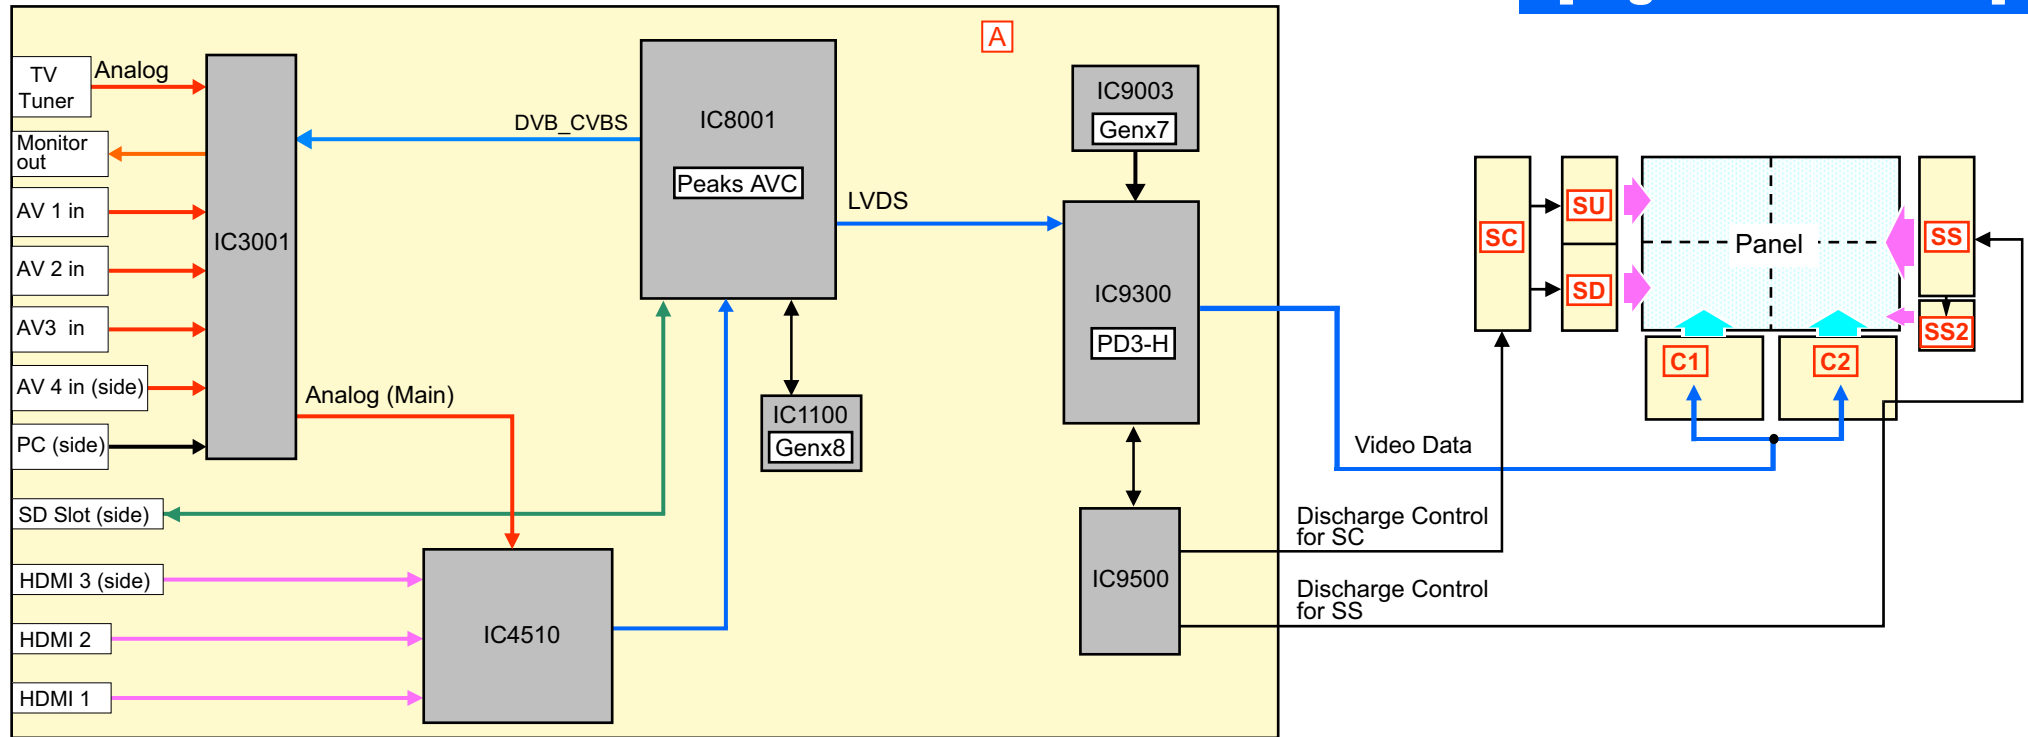 A
TV
Tuner
Analog
Monitor
out
AV 1 in
AV 2 in
AV3  in
AV 4 in (side)
PC (side)
SD Slot (side)
HDMI 3 (side)
HDMI 2
HDMI 1
IC3001
DVB_CVBS
Analog (Main)
IC8001
Peaks AVC
LVDS
IC1100
Genx8
IC4510
IC9003
Genx7
IC9300
PD3-H
IC9500
Video Data
Discharge Control
for SC
Discharge Control
for SS
SC
SU
SD
Panel
SS
SS2
C1
C2